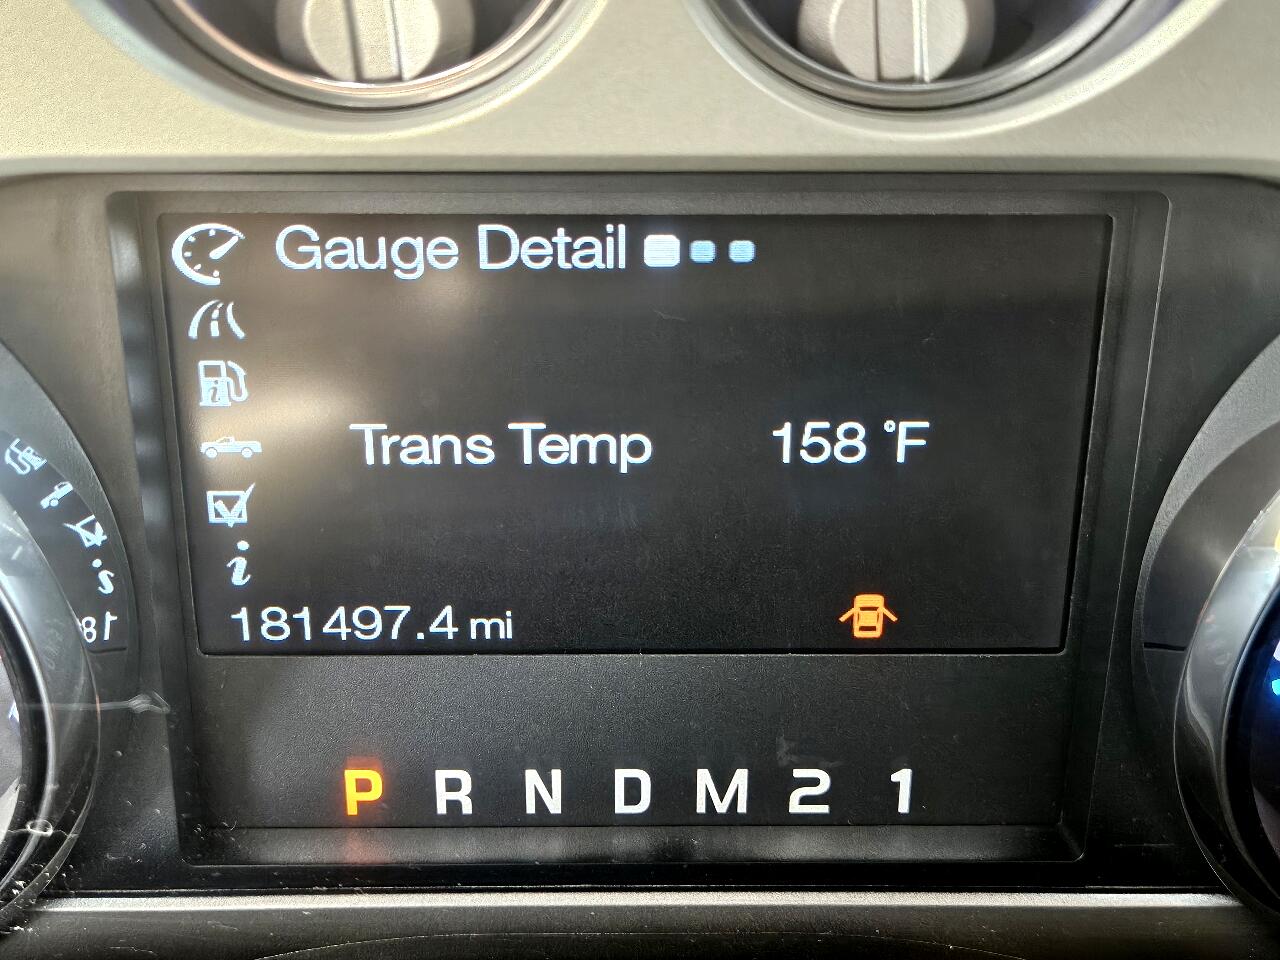 Gauge Detail
Trans Temp 158 °F
i
181497.4 mi
P R N D M 2 1